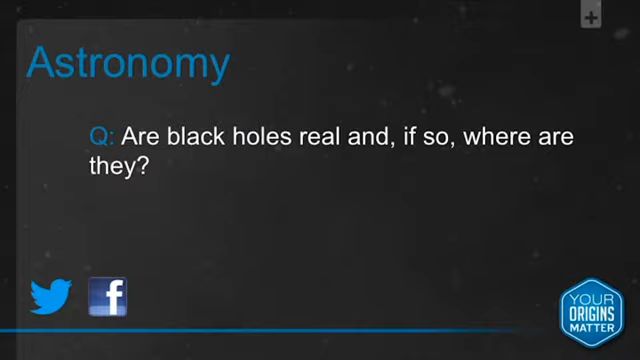 Astronomy
Q: Are black holes real and, if so, where are
they?
f
YOUR
ORIGINS
MATTER